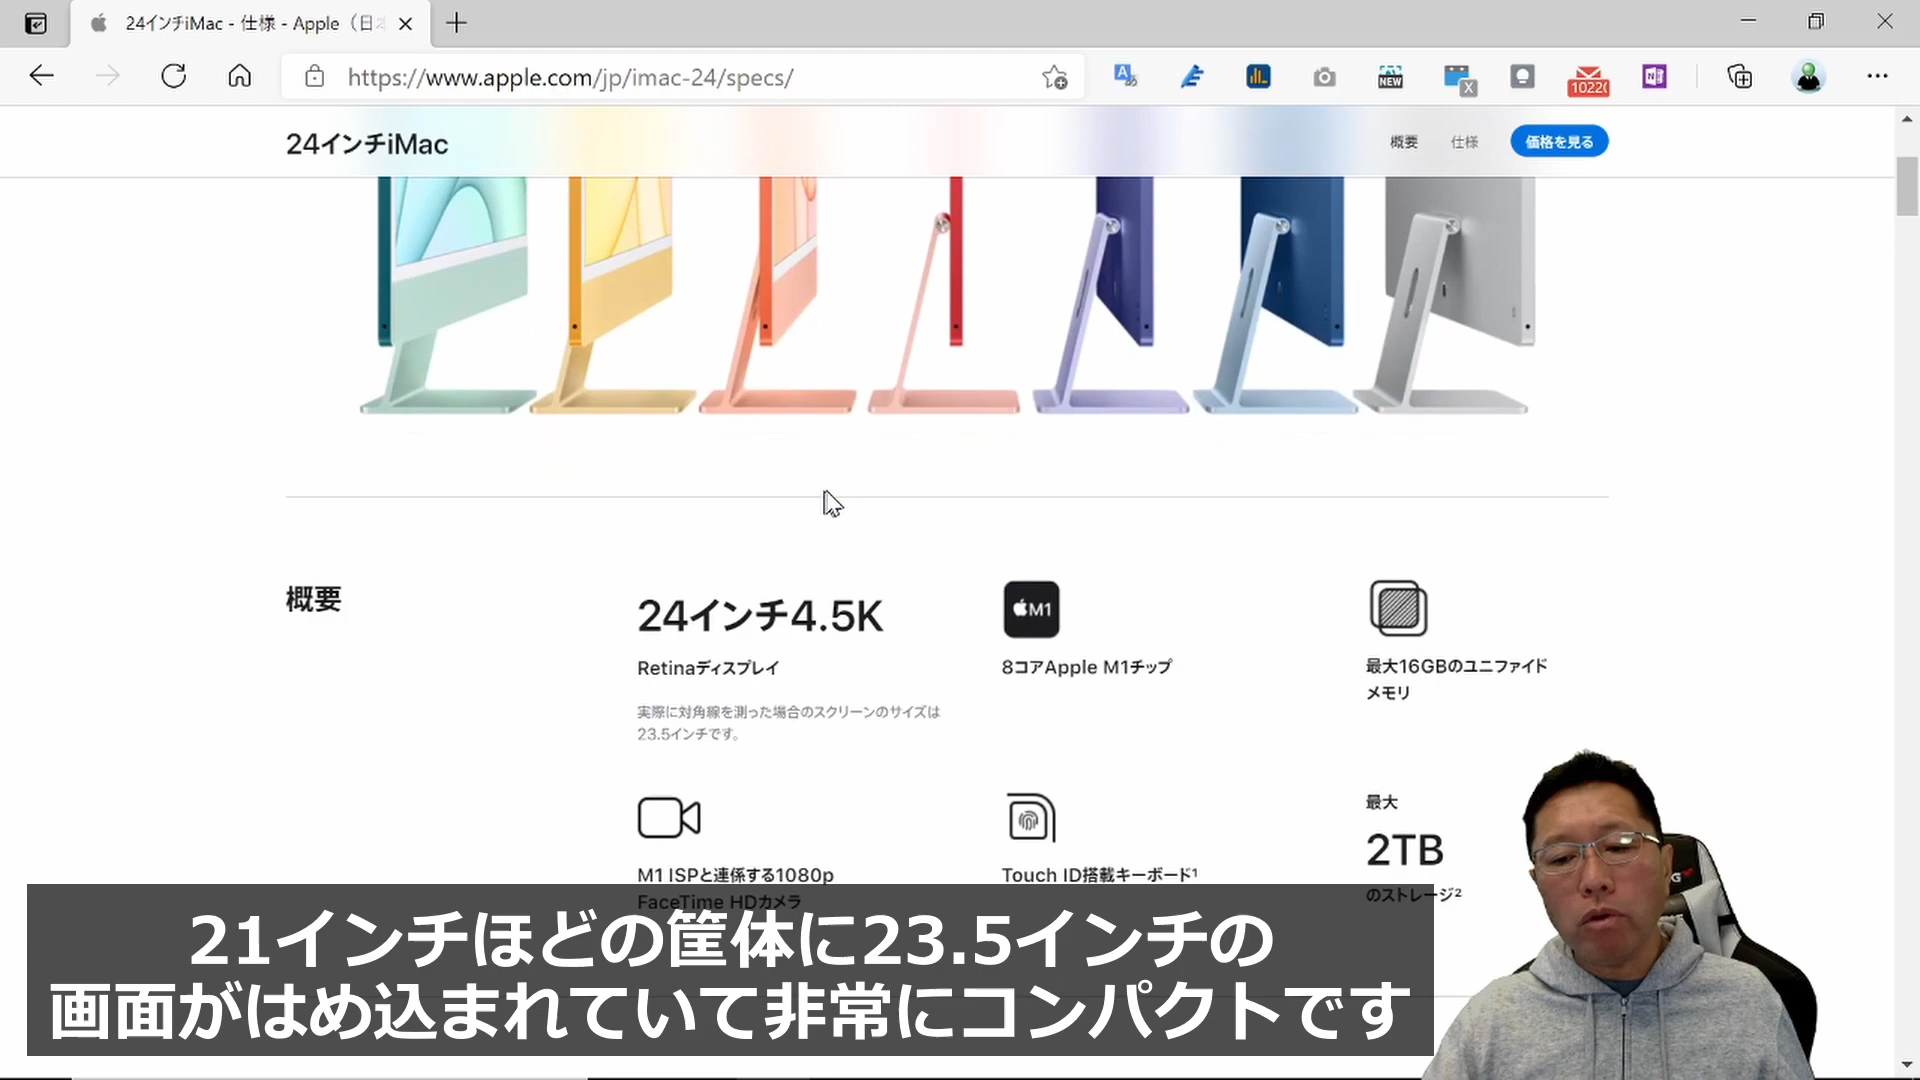 24インチiMac - 仕様 - Apple（日本
https://www.apple.com/jp/imac-24/specs/
NEW
X
N
24インチiMac
概要
仕様
価格を見る
概要
24インチ4.5K
Retinaディスプレイ
実際に対角線を測った場合のスクリーンのサイズは
23.5インチです。
M1
8コアApple M1チップ
最大16GBのユニファイド
メモリ
M1 ISPと連係する1080p
FaceTime HDカメラ
Touch ID搭載キーボード¹
最大
2TB
のストレージ²
21インチほどの筐体に23.5インチの
画面がはめ込まれていて非常にコンパクトです